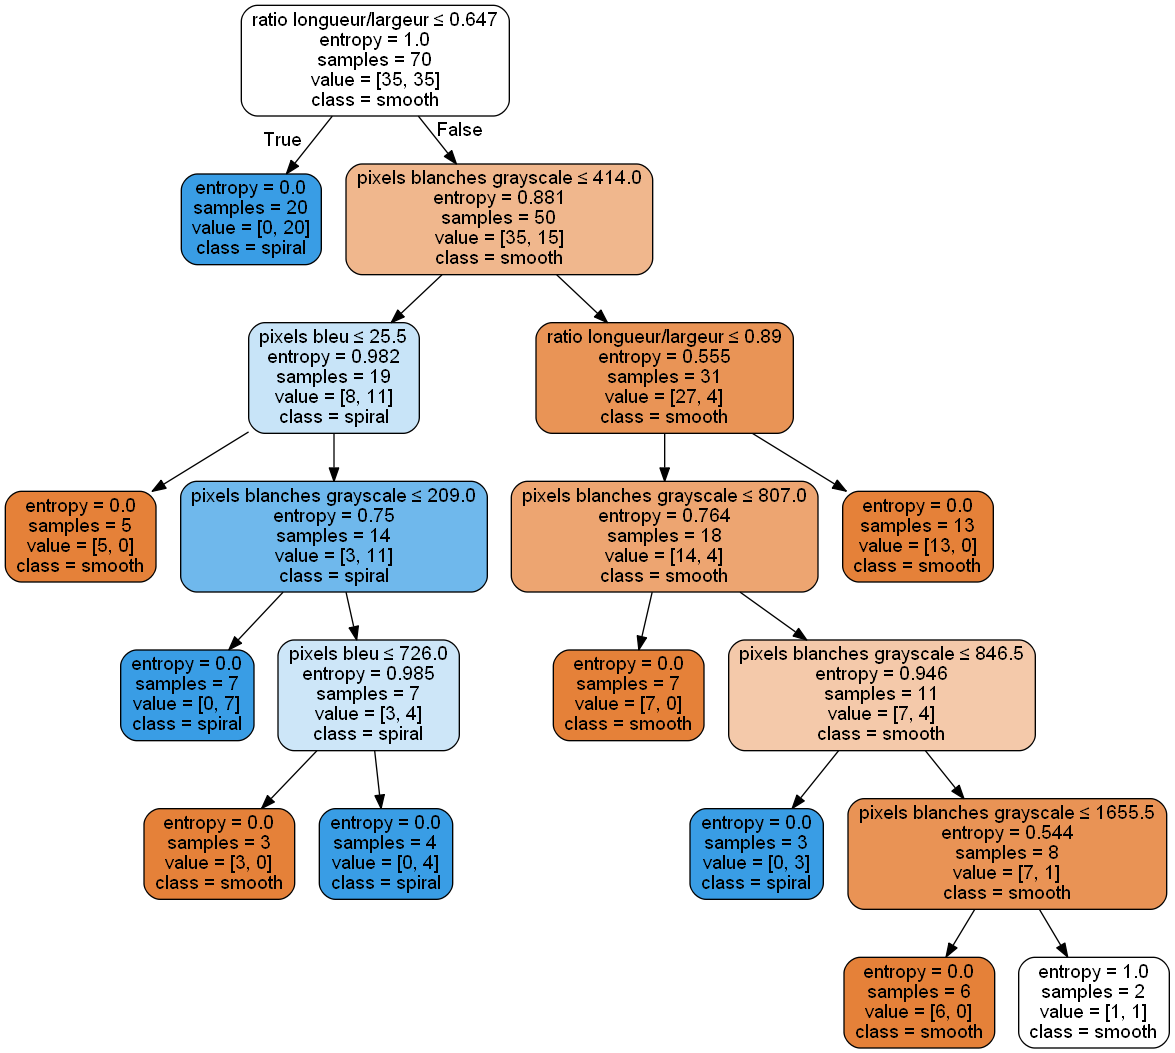 ratio longueur/largeur ≤ 0.647
entropy = 1.0
samples = 70
value = [35, 35]
class = smooth
True
False
entropy = 0.0
samples = 20
value = [0, 20]
class = spiral
pixels blanches grayscale ≤ 414.0
entropy = 0.881
samples = 50
value = [35, 15]
class = smooth
pixels bleu ≤ 25.5
entropy = 0.982
samples = 19
value = [8, 11]
class = spiral
ratio longueur/largeur ≤ 0.89
entropy = 0.555
samples = 31
value = [27, 4]
class = smooth
entropy = 0.0
samples = 5
value = [5, 0]
class = smooth
pixels blanches grayscale ≤ 209.0
entropy = 0.75
samples = 14
value = [3, 11]
class = spiral
pixels blanches grayscale ≤ 807.0
entropy = 0.764
samples = 18
value = [14, 4]
class = smooth
entropy = 0.0
samples = 13
value = [13, 0]
class = smooth
entropy = 0.0
samples = 7
value = [0, 7]
class = spiral
pixels bleu ≤ 726.0
entropy = 0.985
samples = 7
value = [3, 4]
class = spiral
entropy = 0.0
samples = 7
value = [7, 0]
class = smooth
pixels blanches grayscale ≤ 846.5
entropy = 0.946
samples = 11
value = [7, 4]
class = smooth
entropy = 0.0
samples = 3
value = [3, 0]
class = smooth
entropy = 0.0
samples = 4
value = [0, 4]
class = spiral
entropy = 0.0
samples = 3
value = [0, 3]
class = spiral
pixels blanches grayscale ≤ 1655.5
entropy = 0.544
samples = 8
value = [7, 1]
class = smooth
entropy = 0.0
samples = 6
value = [6, 0]
class = smooth
entropy = 1.0
samples = 2
value = [1, 1]
class = smooth